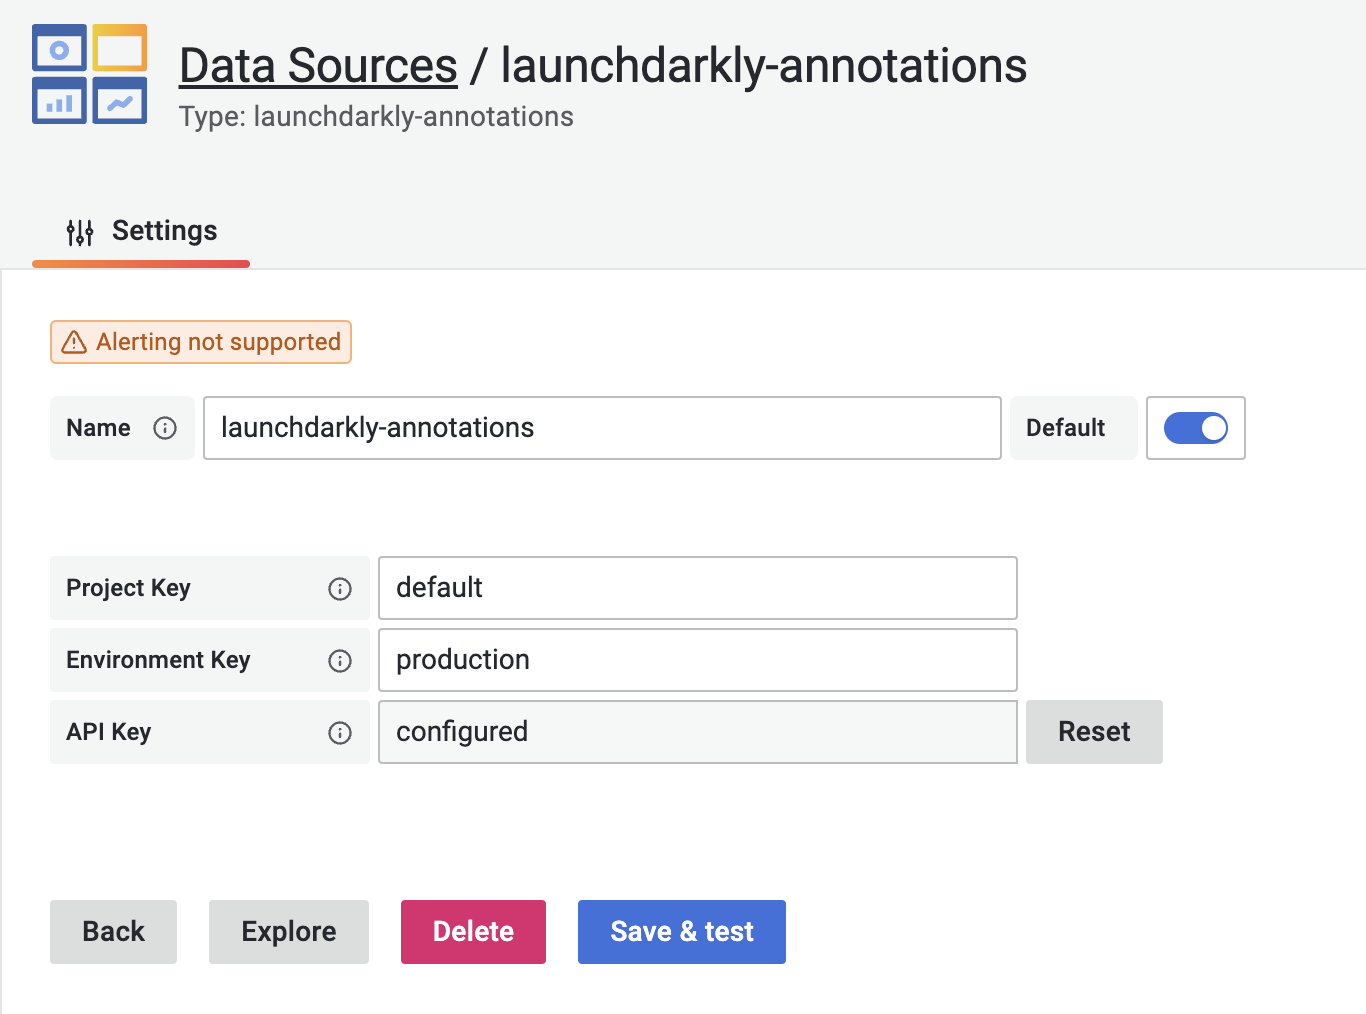 Data Sources / launchdarkly-annotations
Type: launchdarkly-annotations
Settings
Alerting not supported
Name launchdarkly-annotations Default
Project Key default
Environment Key production
API Key configured Reset
Back Explore Delete Save & test